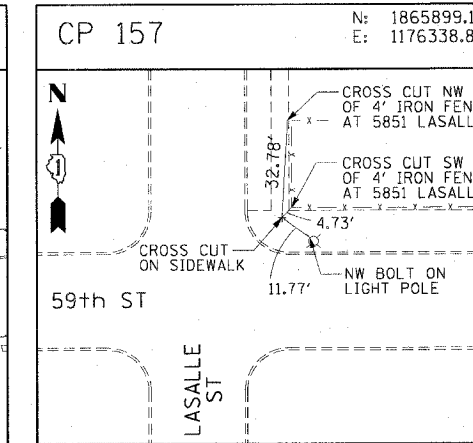 CP 157
N: 1865899.1
E: 1176338.8
N
1
CROSS CUT NW
OF 4' IRON FEN
AT 5851 LASALL
32.78'
CROSS CUT SW
OF 4' IRON FEN
AT 5851 LASALL
4.73'
CROSS CUT
ON SIDEWALK
NW BOLT ON
LIGHT POLE
11.77'
59th ST
LASALLE
ST